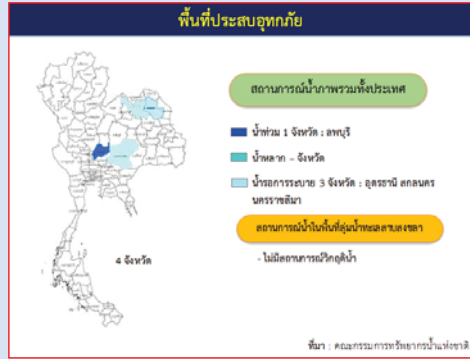 พื้นที่ประสบอุทกภัย
สถานการณ์น้ำภาพรวมทั้งประเทศ
น้ำท่วม 1 จังหวัด : ลพบุรี
น้ำหลาก - จังหวัด
น้ำรอการระบาย 3 จังหวัด : อุดรธานี สกลนคร
นครราชสีมา
สถานการณ์น้ำในพื้นที่ลุ่มน้ำทะเลสาบสงขลา
- ไม่มีสถานการณ์วิกฤติน้ำ
4 จังหวัด
ที่มา : คณะกรรมการทรัพยากรน้ำแห่งชาติ